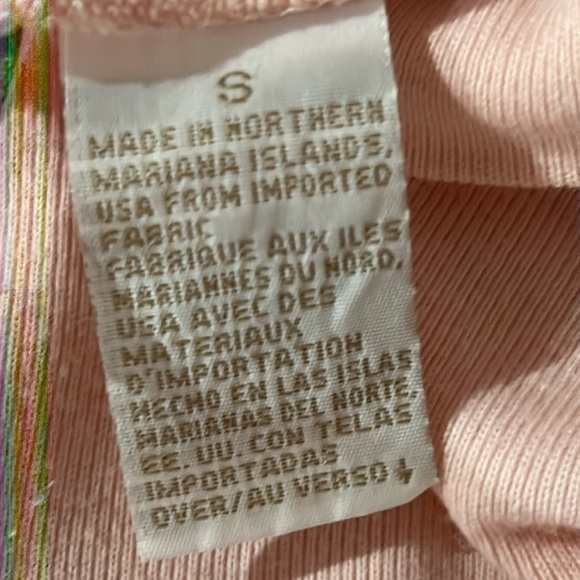 S
MADE IN NORTHERN
MARIANA ISLANDS,
USA FROM IMPORTED
FABRIC
FABRIQUE AUX ILES
MARIANNES DU NORD,
USA AVEC DES
MATERIAUX
D'IMPORTATION
HECHO EN LAS ISLAS
MARIANAS DEL NORTE,
EE. UU. CON TELAS
IMPORTADAS
OVER/AU VERSO